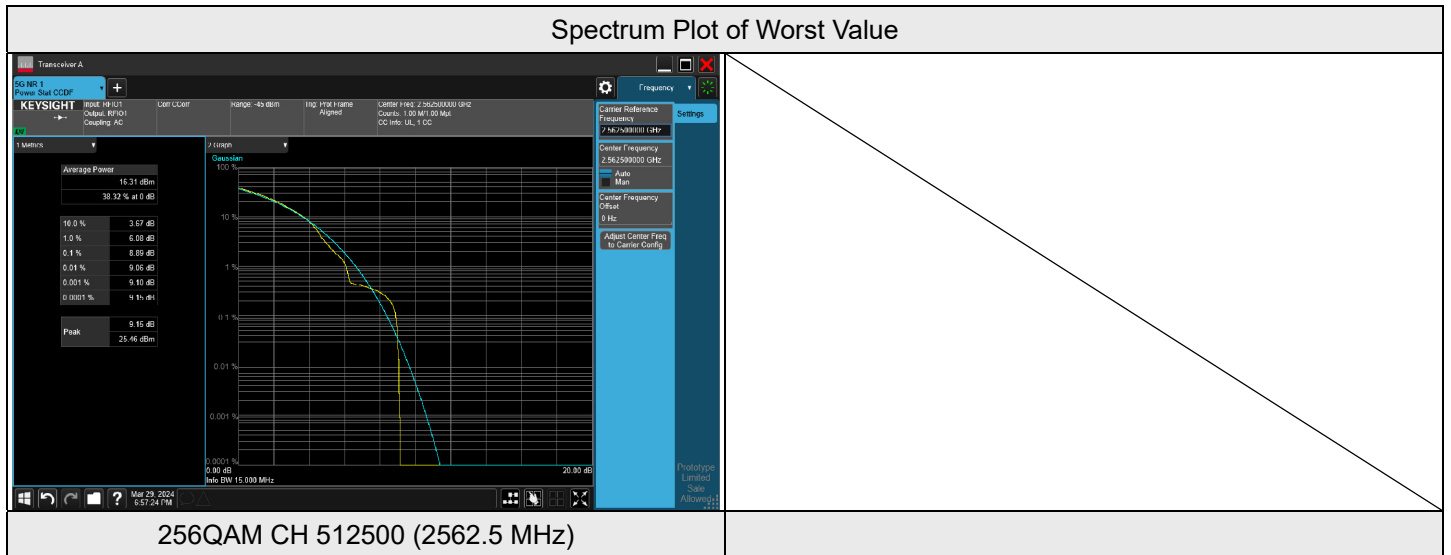 Spectrum Plot of Worst Value
Transceiver A
5G NR 1
Power Stat CCDF
+
Frequency
KEYSIGHT
Input: RFIO1
Output: RFIO1
Coupling: AC
Corr CCorr
Range: -45 dBm
Trig: Prot Frame
Aligned
Center Freq: 2.562500000 GHz
Counts: 1.00 M/1.00 Mpt
CC Info: UL, 1 CC
1 Metrics
Average Power
16.31 dBm
38.32 % at 0 dB
10.0 % 3.67 dB
1.0 % 6.08 dB
0.1 % 8.89 dB
0.01 % 9.06 dB
0.001 % 9.10 dB
0.0001 % 9.15 dB
Peak 9.15 dB
25.46 dBm
2 Graph
Gaussian
100 %
10 %
1 %
0.1 %
0.01 %
0.001 %
0.0001 %
0.00 dB
20.00 dB
Info BW 15.000 MHz
Carrier Reference
Frequency
2.562500000 GHz
Settings
Center Frequency
2.562500000 GHz
Auto
Man
Center Frequency
Offset
0 Hz
Adjust Center Freq
to Carrier Config
Prototype
Limited
Sale
Allowed
?
Mar 29, 2024
6:57:24 PM
256QAM CH 512500 (2562.5 MHz)